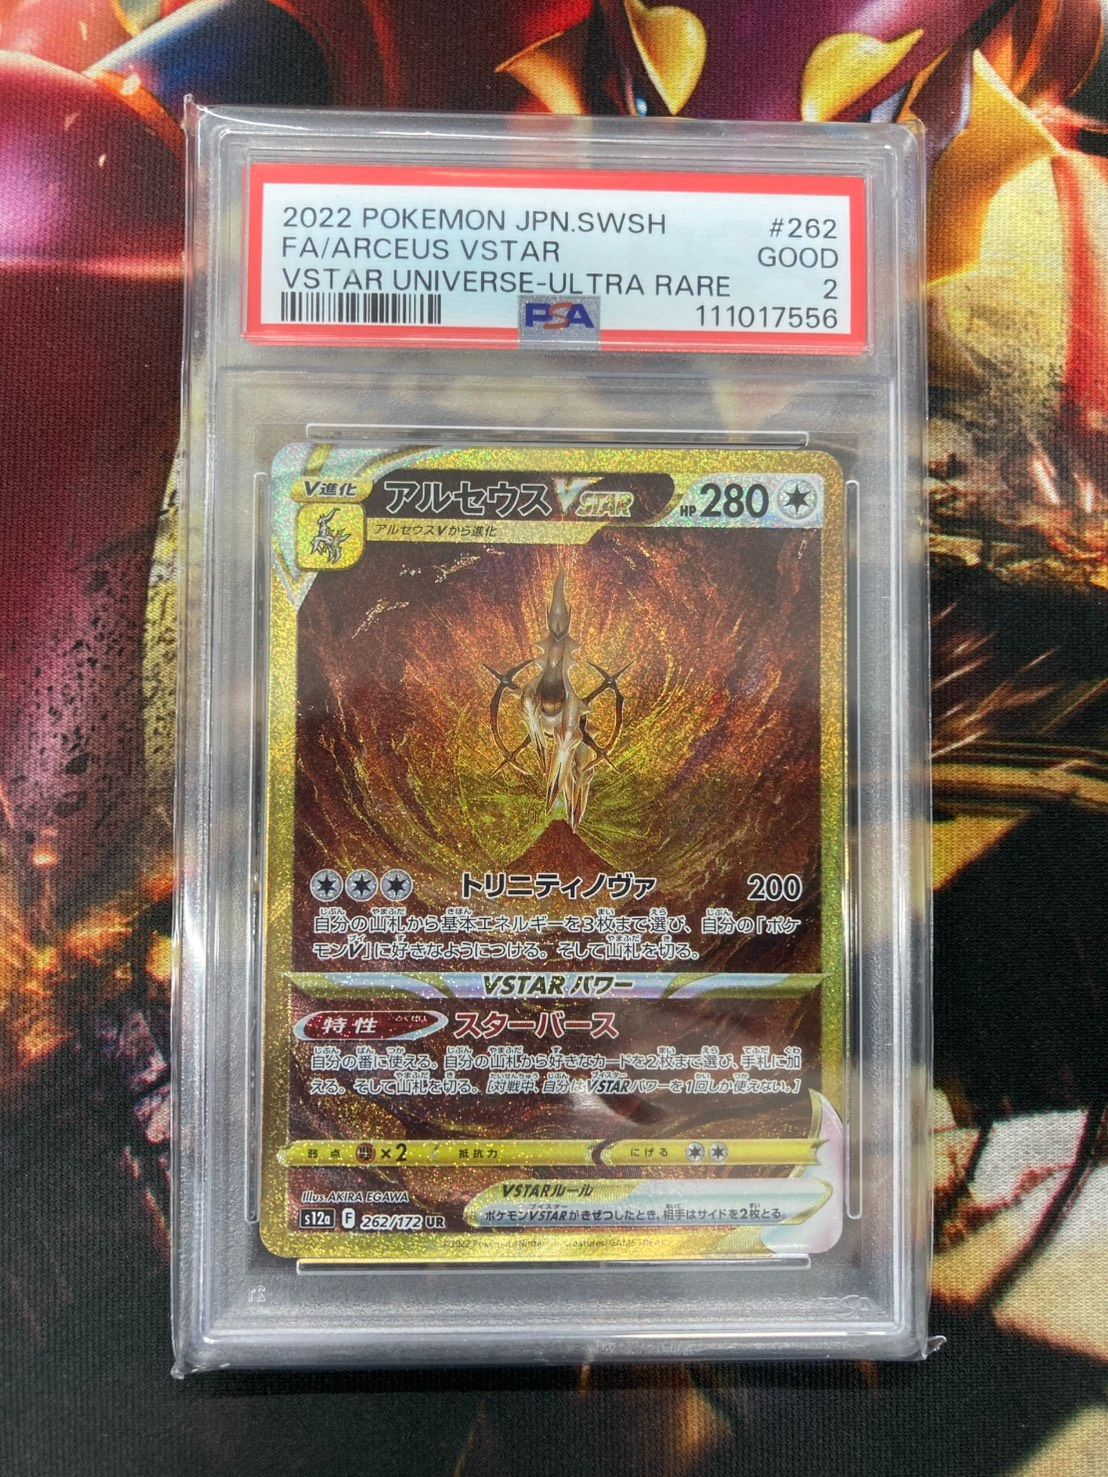 2022 POKEMON JPN.SWSH #262
FA/ARCEUS VSTAR GOOD
VSTAR UNIVERSE-ULTRA RARE 2
PSA 111017556
V進化 アルセウスVSTAR HP 280
アルセウスVから進化
トリニティノヴァ 200
自分の山札から基本エネルギーを3枚まで選び、自分の「ポケ
モンV」に好きなようにつける。そして山札を切る。
VSTARパワー
特性 スターバース
自分の番に使える。自分の山札から好きなカードを2枚まで選び、手札に加
える。そして山札を切る。[対戦中、自分はVSTARパワーを1回しか使えない。]
弱点 ×2 抵抗力 にげる
Illus. AKIRA EGAWA VSTARルール
ポケモンVSTARがきぜつしたとき、相手はサイドを2枚とる。
s12a F 262/172 UR